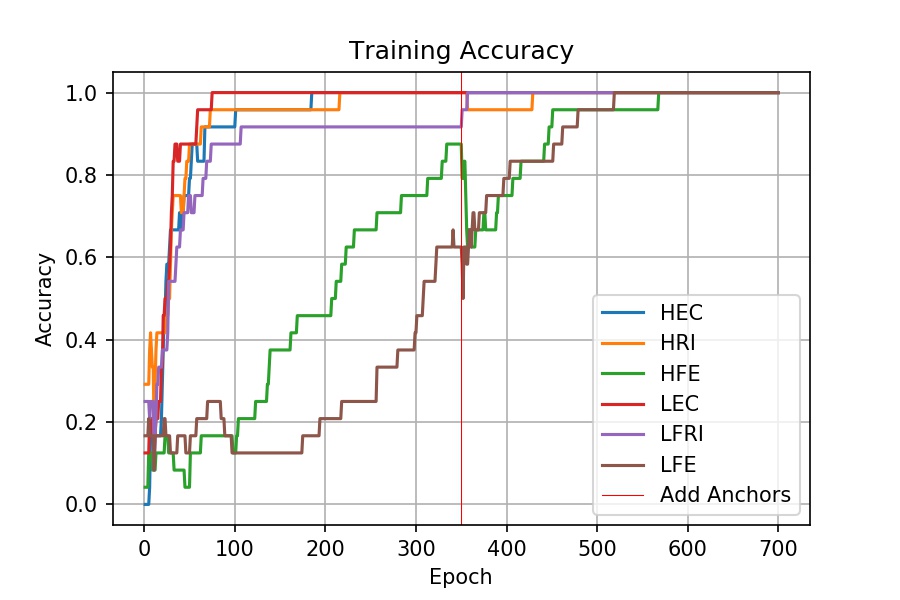 Training Accuracy
1.0
0.8
0.6
0.4
0.2
0.0
Accuracy
0 100 200 300 400 500 600 700
Epoch
HEC
HRI
HFE
LEC
LFRI
LFE
Add Anchors